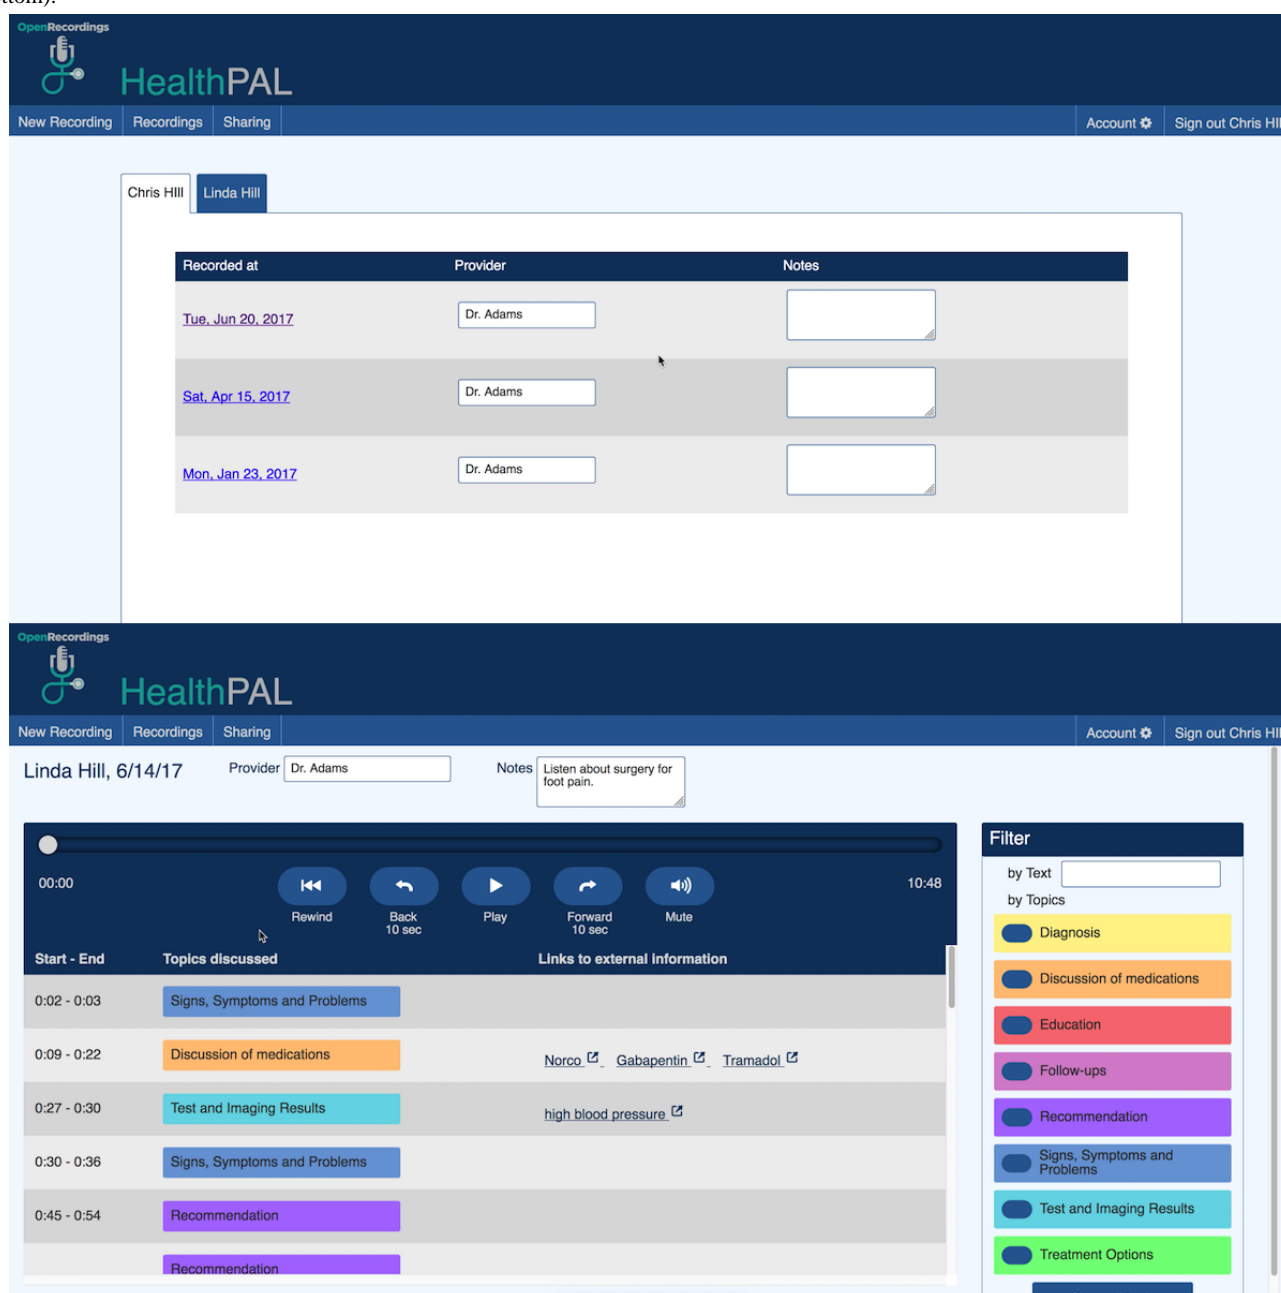 OpenRecordings
HealthPAL
New Recording Recordings Sharing Account Sign out Chris HIl
Chris HIll Linda Hill
Recorded at Provider Notes
Tue, Jun 20, 2017 Dr. Adams
Sat, Apr 15, 2017 Dr. Adams
Mon, Jan 23, 2017 Dr. Adams
OpenRecordings
HealthPAL
New Recording Recordings Sharing Account Sign out Chris HIl
Linda Hill, 6/14/17 Provider Dr. Adams Notes Listen about surgery for
foot pain.
Filter
by Text
by Topics
00:00 10:48
Rewind Back
10 sec Play Forward
10 sec Mute
Start - End Topics discussed Links to external information
0:02 - 0:03 Signs, Symptoms and Problems
0:09 - 0:22 Discussion of medications Norco Gabapentin Tramadol
0:27 - 0:30 Test and Imaging Results high blood pressure
0:30 - 0:36 Signs, Symptoms and Problems
0:45 - 0:54 Recommendation
Recommendation
Diagnosis
Discussion of medications
Education
Follow-ups
Recommendation
Signs, Symptoms and
Problems
Test and Imaging Results
Treatment Options